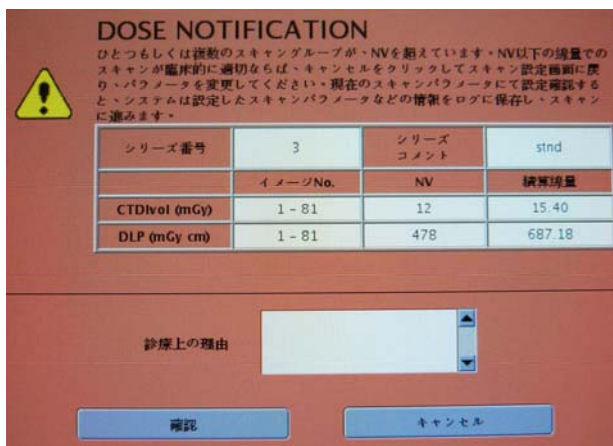 DOSE NOTIFICATION
ひとつもしくは複数のスキャングループが、NVを超えています。NV以下の線量での
スキャンが臨床的に適切ならば、キャンセルをクリックしてスキャン設定画面に戻
り、パラメータを変更してください。現在のスキャンパラメータにて設定確認する
と、システムは設定したスキャンパラメータなどの情報をログに保存し、スキャン
に進みます。
シリーズ番号 3 シリーズ コメント stnd
イメージNo. NV 積算線量
CTDIvol (mGy) 1 - 81 12 15.40
DLP (mGy cm) 1 - 81 478 687.18
診療上の理由
確認 キャンセル